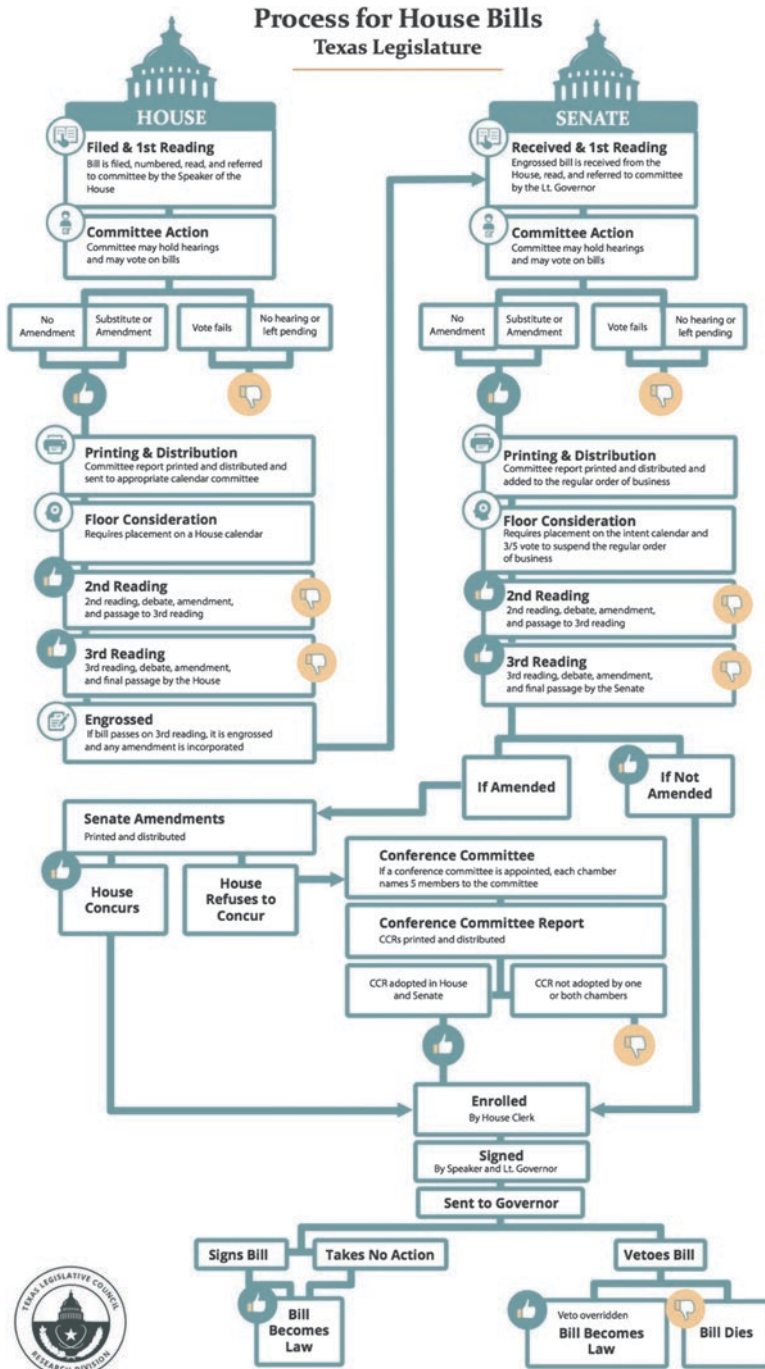 Process for House Bills
Texas Legislature
HOUSE
Filed & 1st Reading
Bill is filed, numbered, read, and referred
to committee by the Speaker of the
House
Committee Action
Committee may hold hearings
and may vote on bills
No
Amendment
Substitute or
Amendment
Vote fails
No hearing or
left pending
Printing & Distribution
Committee report printed and distributed and
sent to appropriate calendar committee
Floor Consideration
Requires placement on a House calendar
2nd Reading
2nd reading, debate, amendment,
and passage to 3rd reading
3rd Reading
3rd reading, debate, amendment,
and final passage by the House
Engrossed
If bill passes on 3rd reading, it is engrossed
and any amendment is incorporated
SENATE
Received & 1st Reading
Engrossed bill is received from the
House, read, and referred to committee
by the Lt. Governor
Committee Action
Committee may hold hearings
and may vote on bills
No
Amendment
Substitute or
Amendment
Vote fails
No hearing or
left pending
Printing & Distribution
Committee report printed and distributed and
added to the regular order of business
Floor Consideration
Requires placement on the intent calendar and
3/5 vote to suspend the regular order
of business
2nd Reading
2nd reading, debate, amendment,
and passage to 3rd reading
3rd Reading
3rd reading, debate, amendment,
and final passage by the Senate
If Amended
If Not
Amended
Senate Amendments
Printed and distributed
House
Concurs
House
Refuses to
Concur
Conference Committee
If a conference committee is appointed, each chamber
names 5 members to the committee
Conference Committee Report
CCRs printed and distributed
CCR adopted in House
and Senate
CCR not adopted by one
or both chambers
Enrolled
By House Clerk
Signed
By Speaker and Lt. Governor
Sent to Governor
Signs Bill
Takes No Action
Vetoes Bill
Bill
Becomes
Law
Veto overridden
Bill Becomes
Law
Bill Dies
TEXAS LEGISLATIVE COUNCIL
RESEARCH DIVISION